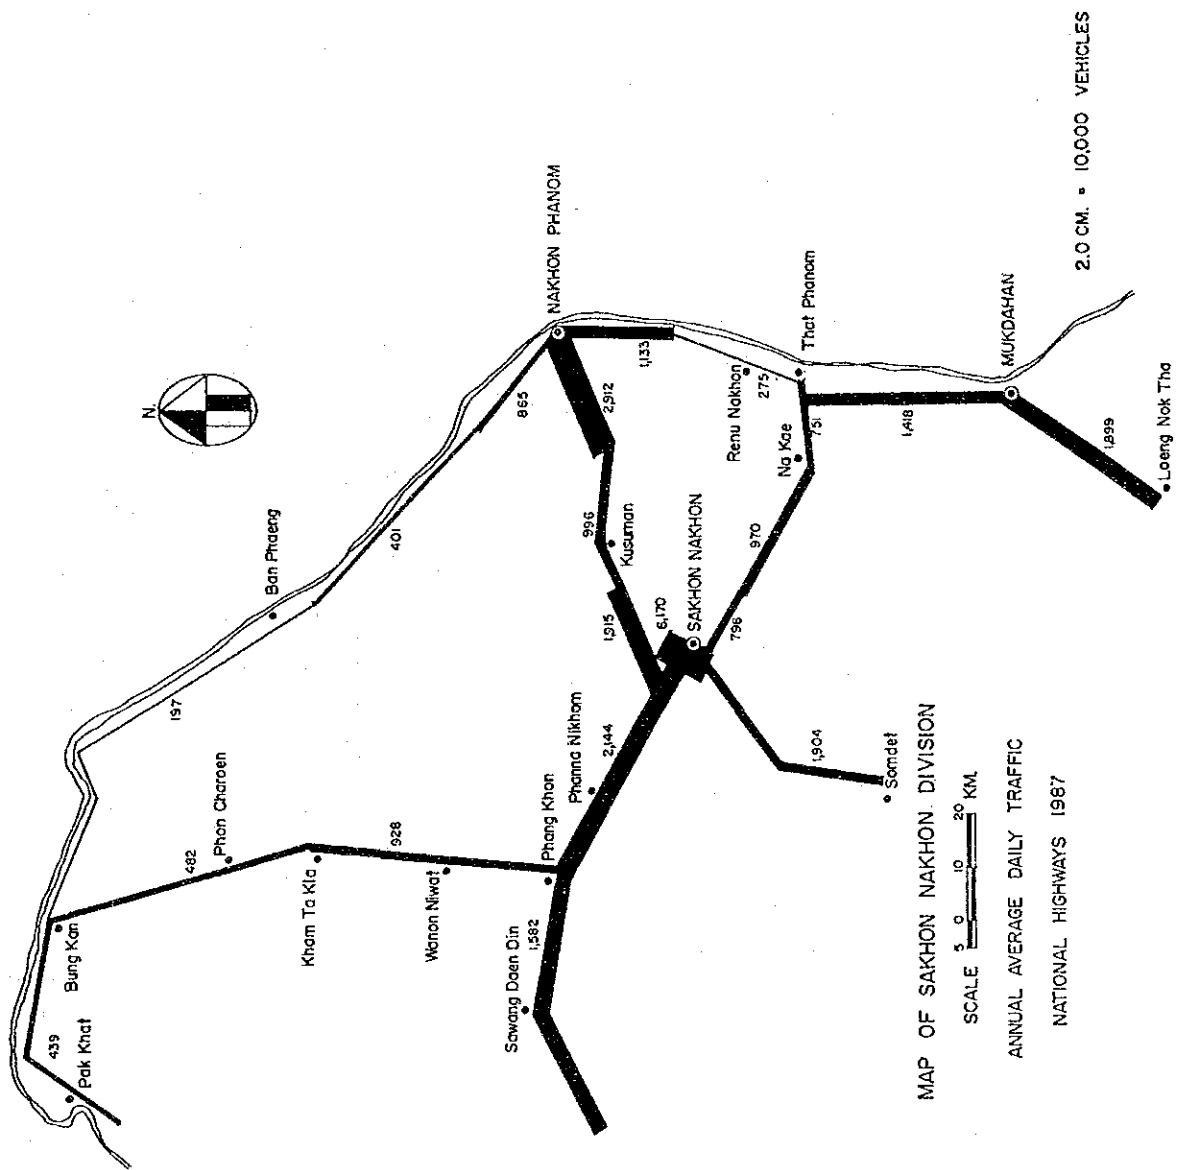 N.
2.0 CM. = 10,000 VEHICLES
NAKHON PHANOM
865
2,912
1,133
Ban Phaeng
401
197
996
Kusuman
Renu Nakhon
275
That Phanom
Na Kae
751
1,418
MUKDAHAN
1,899
Loeng Nok Tha
1,915
6,170
SAKHON NAKHON
970
796
Phon Charoen
482
928
Kham Ta Kla
Wanon Niwat
Phang Khon
Phanna Nikhom
2,144
1,904
Somdet
Bung Kan
439
Pak Khat
Sawang Daen Din
1,582
MAP OF SAKHON NAKHON DIVISION
SCALE 5 0 10 20 KM.
ANNUAL AVERAGE DAILY TRAFFIC
NATIONAL HIGHWAYS 1987